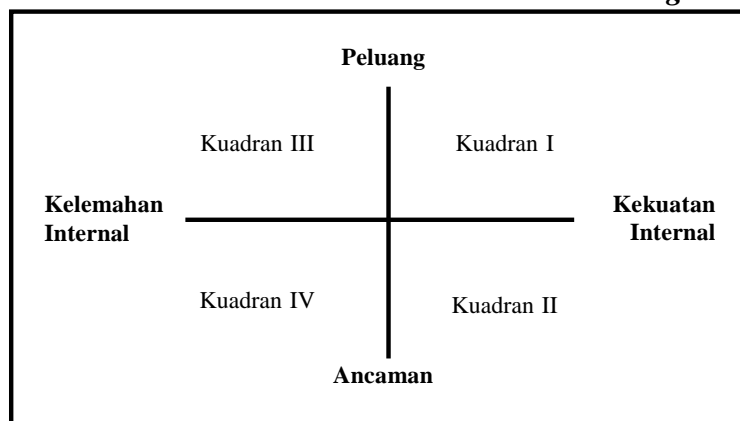 Peluang
Kuadran III
Kuadran I
Kelemahan
Internal
Kekuatan
Internal
Kuadran IV
Kuadran II
Ancaman